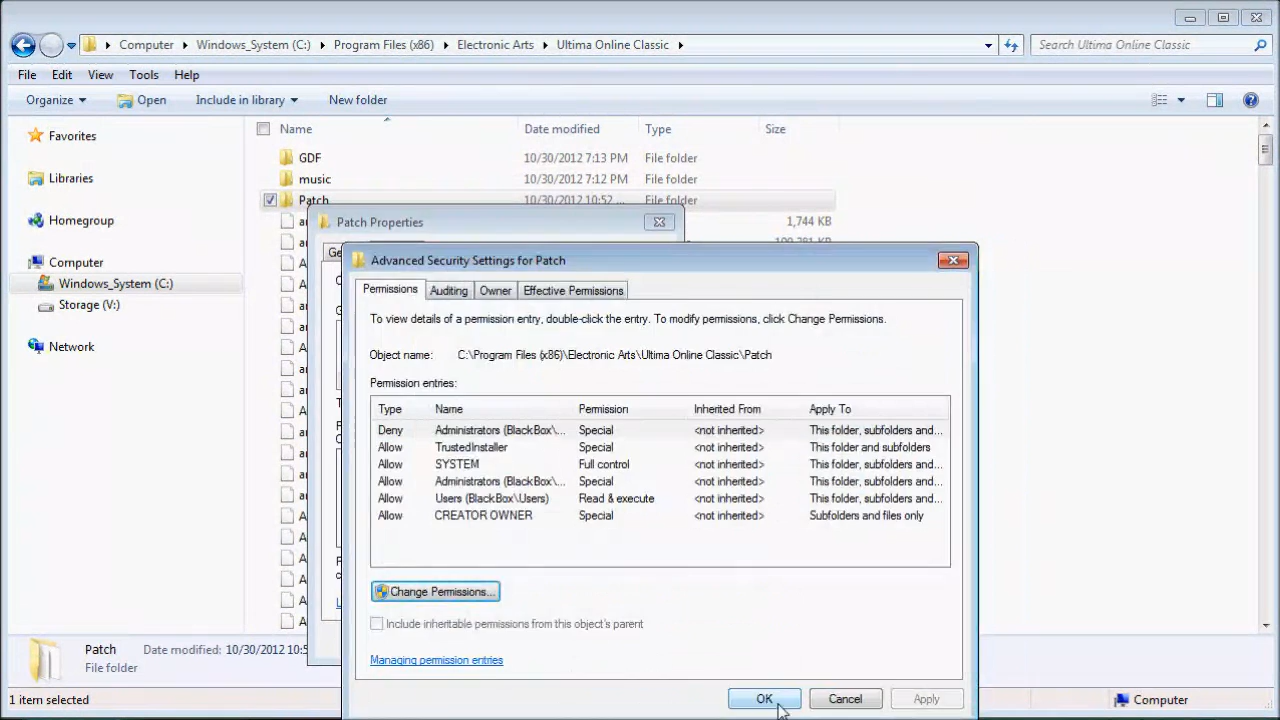 Computer Windows_System (C:) Program Files (x86) Electronic Arts Ultima Online Classic Search Ultima Online Classic
File Edit View Tools Help
Organize Open Include in library New folder
Favorites
Libraries
Homegroup
Computer
Windows_System (C:)
Storage (V:)
Network
Name Date modified Type Size
GDF 10/30/2012 7:13 PM File folder
music 10/30/2012 7:12 PM File folder
Patch 10/30/2012 10:52 ... File folder
1,744 KB
Patch Properties
Advanced Security Settings for Patch
Permissions Auditing Owner Effective Permissions
To view details of a permission entry, double-click the entry. To modify permissions, click Change Permissions.
Object name: C:\Program Files (x86)\Electronic Arts\Ultima Online Classic\Patch
Permission entries:
Type Name Permission Inherited From Apply To
Deny Administrators (BlackBox\... Special <not inherited> This folder, subfolders and...
Allow TrustedInstaller Special <not inherited> This folder and subfolders
Allow SYSTEM Full control <not inherited> This folder, subfolders and...
Allow Administrators (BlackBox\... Special <not inherited> This folder, subfolders and...
Allow Users (BlackBox\Users) Read & execute <not inherited> This folder, subfolders and...
Allow CREATOR OWNER Special <not inherited> Subfolders and files only
Change Permissions...
Include inheritable permissions from this object's parent
Managing permission entries
OK Cancel Apply
Patch Date modified: 10/30/2012 10:5
File folder
1 item selected Computer